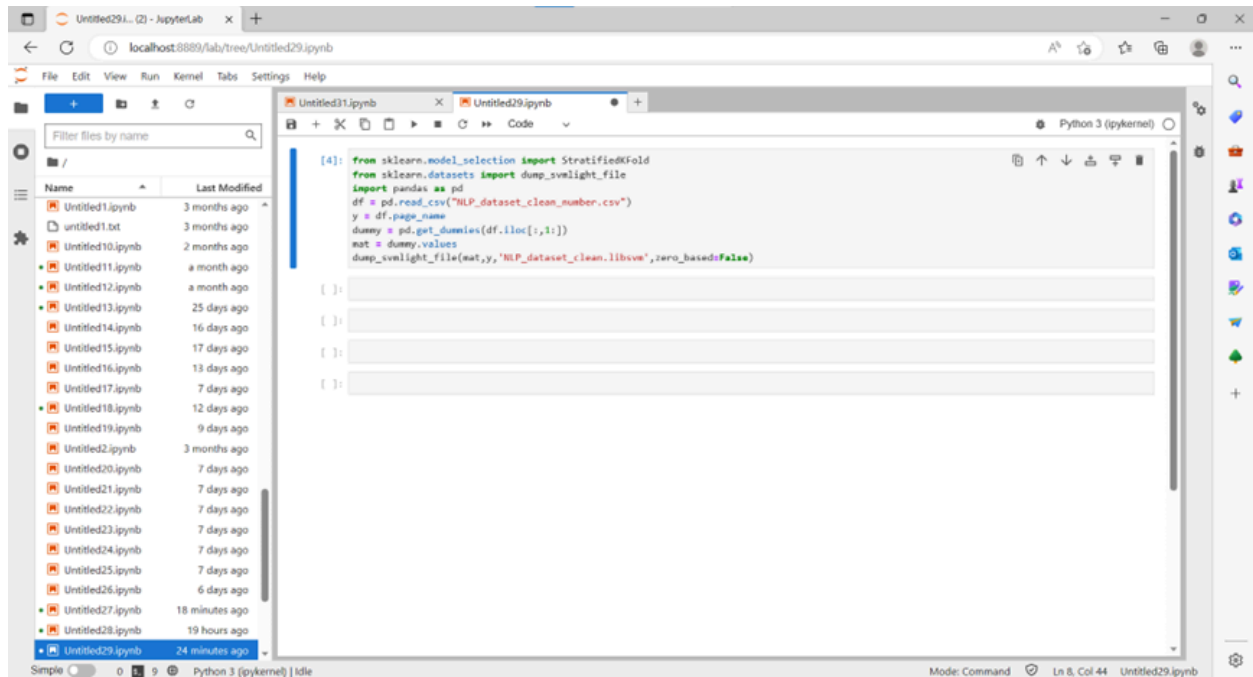 Untitled29.i... (2) - JupyterLab
localhost:8889/lab/tree/Untitled29.ipynb
File Edit View Run Kernel Tabs Settings Help
Untitled31.ipynb
Untitled29.ipynb
Filter files by name
Code
Python 3 (ipykernel)
/
Name Last Modified
Untitled1.ipynb 3 months ago
untitled1.txt 3 months ago
Untitled10.ipynb 2 months ago
Untitled11.ipynb a month ago
Untitled12.ipynb a month ago
Untitled13.ipynb 25 days ago
Untitled14.ipynb 16 days ago
Untitled15.ipynb 17 days ago
Untitled16.ipynb 13 days ago
Untitled17.ipynb 7 days ago
Untitled18.ipynb 12 days ago
Untitled19.ipynb 9 days ago
Untitled2.ipynb 3 months ago
Untitled20.ipynb 7 days ago
Untitled21.ipynb 7 days ago
Untitled22.ipynb 7 days ago
Untitled23.ipynb 7 days ago
Untitled24.ipynb 7 days ago
Untitled25.ipynb 7 days ago
Untitled26.ipynb 6 days ago
Untitled27.ipynb 18 minutes ago
Untitled28.ipynb 19 hours ago
Untitled29.ipynb 24 minutes ago
[4]: from sklearn.model_selection import StratifiedKFold
from sklearn.datasets import dump_svmlight_file
import pandas as pd
df = pd.read_csv("NLP_dataset_clean_number.csv")
y = df.page_name
dummy = pd.get_dummies(df.iloc[:,1:])
mat = dummy.values
dump_svmlight_file(mat,y,'NLP_dataset_clean.libsvm',zero_based=False)
[ ]:
[ ]:
[ ]:
[ ]:
Simple 0 9 Python 3 (ipykernel) | Idle
Mode: Command Ln 8, Col 44 Untitled29.ipynb